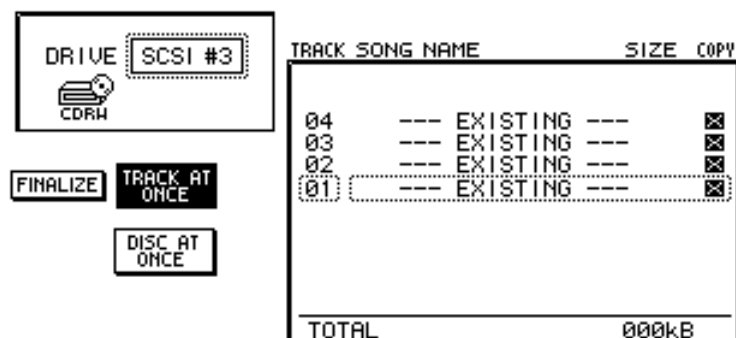 DRIVE SCSI #3
CDRW
FINALIZE
TRACK AT
ONCE
DISC AT
ONCE
TRACK SONG NAME SIZE COPY
04 --- EXISTING ---
03 --- EXISTING ---
02 --- EXISTING ---
01 --- EXISTING ---
TOTAL 000kB